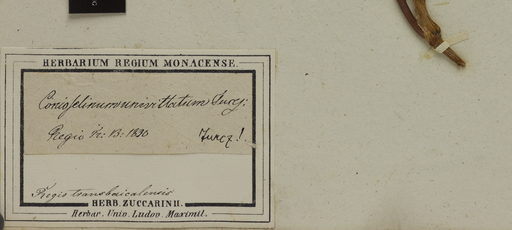 HERBARIUM REGIUM MONACENSE.
Conioselinum univittatum Turcz:
Regio 1830 Turcz!
Regio transbaicalensis
HERB. ZUCCARINII.
Herbar. Univ. Ludov. Maximil.